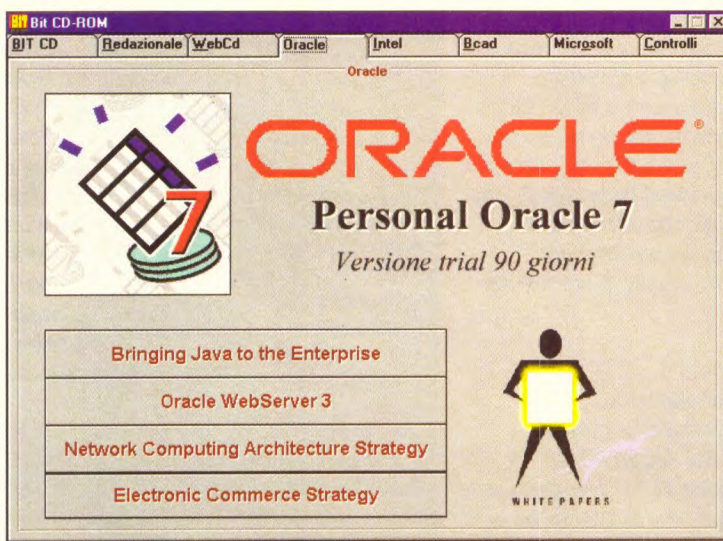 BIT Bit CD-ROM
BIT CD Redazionale WebCd Oracle Intel Bcad Microsoft Controlli
Oracle
7
ORACLE®
Personal Oracle 7
Versione trial 90 giorni
Bringing Java to the Enterprise
Oracle WebServer 3
Network Computing Architecture Strategy
Electronic Commerce Strategy
WHITE PAPERS